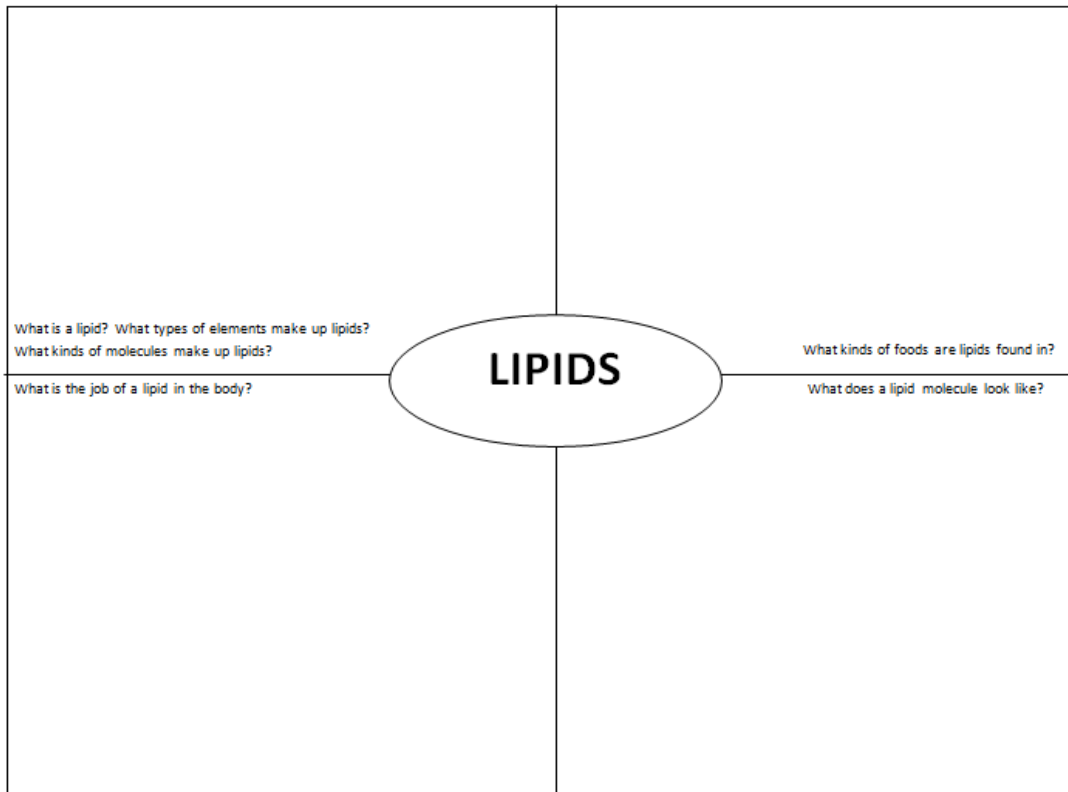 What is a lipid? What types of elements make up lipids?
What kinds of molecules make up lipids?
What is the job of a lipid in the body?
LIPIDS
What kinds of foods are lipids found in?
What does a lipid molecule look like?